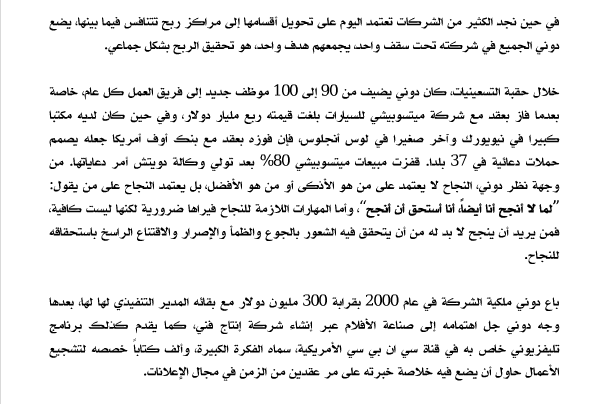 في حين نجد الكثير من الشركات تعتمد اليوم على تحويل أقسامها إلى مراكز ربح تتنافس فيما بينها، يضع
دوني الجميع في شركته تحت سقف واحد، يجمعهم هدف واحد، هو تحقيق الربح بشكل جماعي.
خلال حقبة التسعينيات، كان دوني يضيف من 90 إلى 100 موظف جديد إلى فريق العمل كل عام، خاصة
بعدما فاز بعقد مع شركة ميتسوبيشي للسيارات بلغت قيمته ربع مليار دولار، وفي حين كان لديه مكتبا
كبيرا في نيويورك وآخر صغيرا في لوس أنجلوس، فإن فوزه بعقد مع بنك أوف أمريكا جعله يصمم
حملات دعائية في 37 بلدا. قفزت مبيعات ميتسوبيشي 80% بعد تولي وكالة دويتش أمر دعاياتها. من
وجهة نظر دوني، النجاح لا يعتمد على من هو الأذكى أو من هو الأفضل، بل يعتمد النجاح على من يقول:
”لما لا أنجح أنا أيضاً، أنا أستحق أن أنجح“، وأما المهارات اللازمة للنجاح فيراها ضرورية لكنها ليست كافية،
فمن يريد أن ينجح لا بد له من أن يتحقق فيه الشعور بالجوع والظمأ والإصرار والاقتناع الراسخ باستحقاقه
للنجاح.
باع دوني ملكية الشركة في عام 2000 بقرابة 300 مليون دولار مع بقائه المدير التنفيذي لها لها، بعدها
وجه دوني جل اهتمامه إلى صناعة الأفلام عبر إنشاء شركة إنتاج فني، كما يقدم كذلك برنامج
تليفزيوني خاص به في قناة سي ان بي سي الأمريكية، سماه الفكرة الكبيرة، وألف كتاباً خصصه لتشجيع
الأعمال حاول أن يضع فيه خلاصة خبرته على مر عقدين من الزمن في مجال الإعلانات.